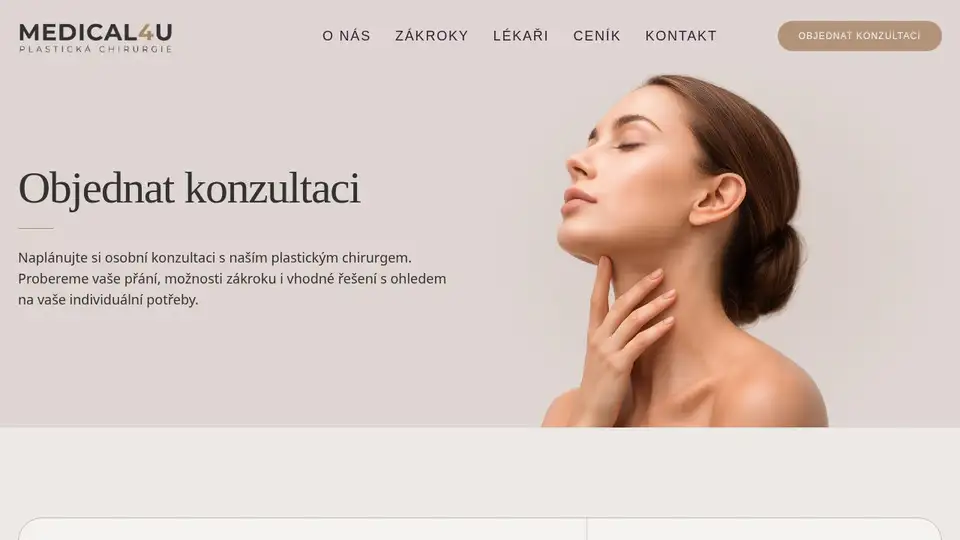 MEDICAL4U
PLASTICKÁ CHIRURGIE
O NÁS
ZÁKROKY
LÉKAŘI
CENÍK
KONTAKT
OBJEDNAT KONZULTACI
Objednat konzultaci
Naplánujte si osobní konzultaci s naším plastickým chirurgem.
Probereme vaše přání, možnosti zákroku i vhodné řešení s ohledem
na vaše individuální potřeby.